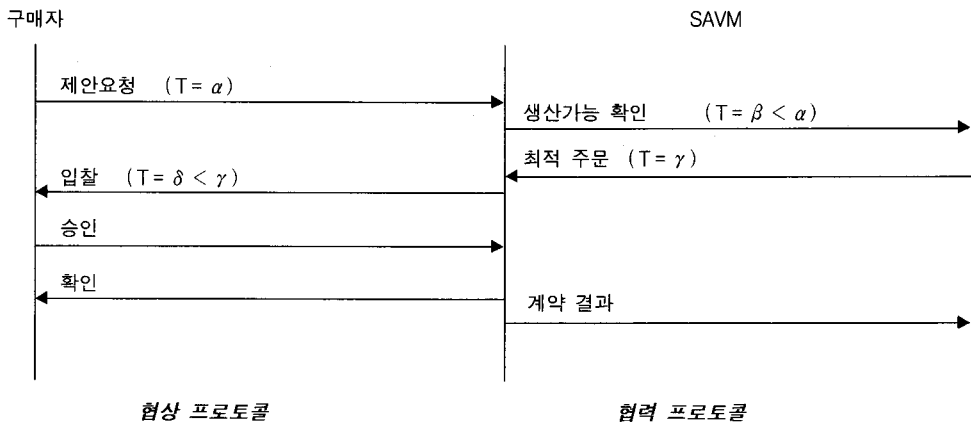 구매자
SAVM
제안요청 (T= α)
생산가능 확인 (T= β < α)
최적 주문 (T= γ)
입찰 (T= δ < γ)
승인
확인
계약 결과
협상 프로토콜
협력 프로토콜